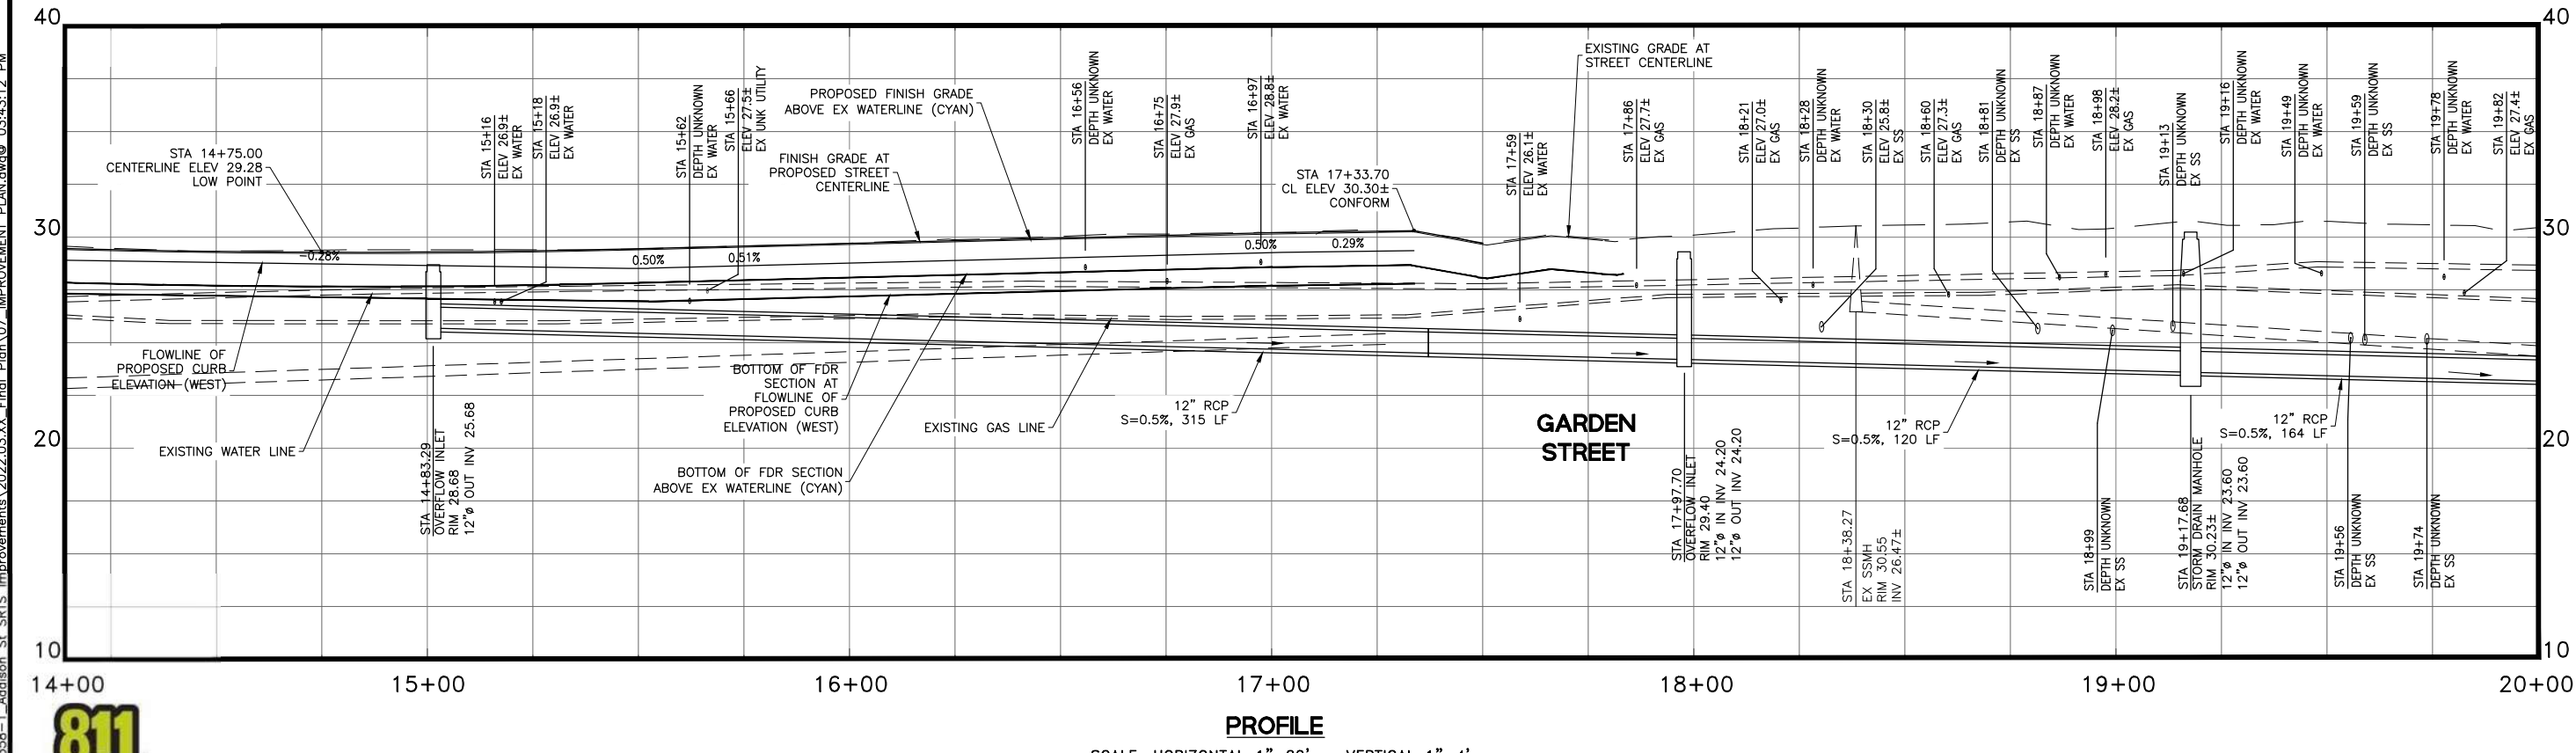 40
40
30
30
20
20
10
10
STA 14+75.00
CENTERLINE ELEV 29.28
LOW POINT
-0.28%
FLOWLINE OF
PROPOSED CURB
ELEVATION (WEST)
EXISTING WATER LINE
STA 14+83.29
OVERFLOW INLET
RIM 28.68
12"ø OUT INV 25.68
STA 15+16
ELEV 26.9±
EX WATER
STA 15+18
ELEV 26.9±
EX WATER
0.50%
STA 15+62
DEPTH UNKNOWN
EX WATER
STA 15+66
ELEV 27.5±
EX UNK UTILITY
0.51%
PROPOSED FINISH GRADE
ABOVE EX WATERLINE (CYAN)
FINISH GRADE AT
PROPOSED STREET
CENTERLINE
BOTTOM OF FDR
SECTION AT
FLOWLINE OF
PROPOSED CURB
ELEVATION (WEST)
BOTTOM OF FDR SECTION
ABOVE EX WATERLINE (CYAN)
EXISTING GAS LINE
STA 16+56
DEPTH UNKNOWN
EX WATER
STA 16+75
ELEV 27.9±
EX GAS
STA 16+97
ELEV 28.8±
EX WATER
0.50%
0.29%
12" RCP
S=0.5%, 315 LF
STA 17+33.70
CL ELEV 30.30±
CONFORM
EXISTING GRADE AT
STREET CENTERLINE
STA 17+59
ELEV 26.1±
EX WATER
STA 17+86
ELEV 27.7±
EX GAS
GARDEN
STREET
STA 17+97.70
OVERFLOW INLET
RIM 29.40
12"ø IN INV 24.20
12"ø OUT INV 24.20
STA 18+21
ELEV 27.0±
EX GAS
STA 18+28
DEPTH UNKNOWN
EX WATER
STA 18+30
ELEV 25.8±
EX SS
STA 18+38.27
EX SSMH
RIM 30.55
INV 26.47±
12" RCP
S=0.5%, 120 LF
STA 18+60
ELEV 27.3±
EX GAS
STA 18+81
DEPTH UNKNOWN
EX SS
STA 18+87
DEPTH UNKNOWN
EX WATER
STA 18+98
ELEV 28.2±
EX GAS
STA 18+99
DEPTH UNKNOWN
EX SS
STA 19+13
DEPTH UNKNOWN
EX SS
STA 19+16
DEPTH UNKNOWN
EX WATER
STA 19+17.68
STORM DRAIN MANHOLE
RIM 30.23±
12"ø IN INV 23.60
12"ø OUT INV 23.60
12" RCP
S=0.5%, 164 LF
STA 19+49
DEPTH UNKNOWN
EX WATER
STA 19+56
DEPTH UNKNOWN
EX SS
STA 19+59
DEPTH UNKNOWN
EX SS
STA 19+74
DEPTH UNKNOWN
EX SS
STA 19+78
DEPTH UNKNOWN
EX WATER
STA 19+82
ELEV 27.4±
EX GAS
14+00 15+00 16+00 17+00 18+00 19+00 20+00
811
PROFILE